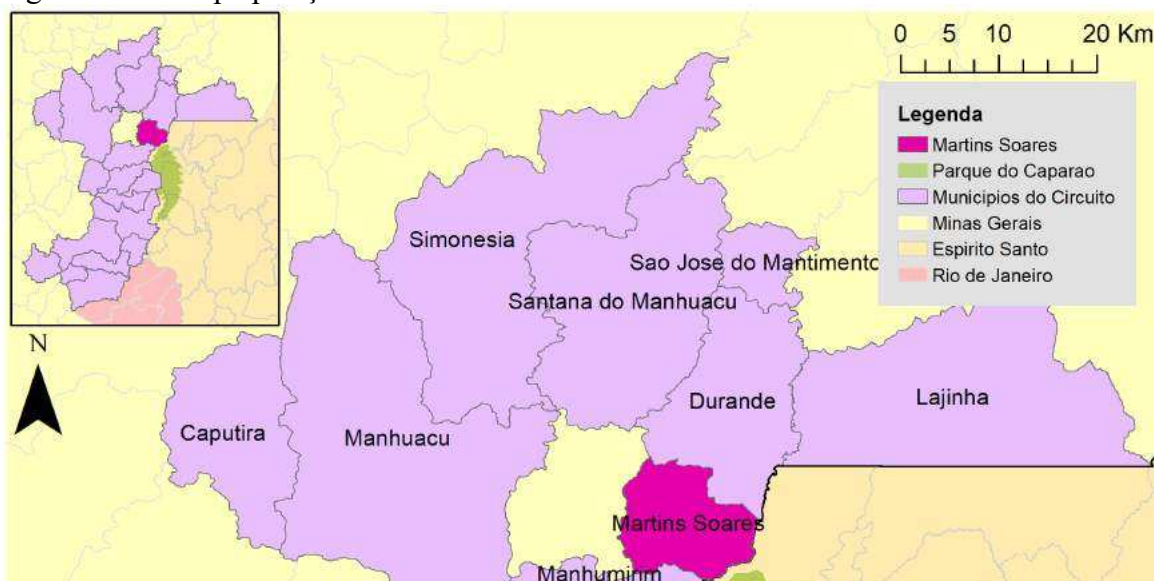 0 5 10 20 Km
Legenda
Martins Soares
Parque do Caparao
Municipios do Circuito
Minas Gerais
Espirito Santo
Rio de Janeiro
Simonesia
Sao Jose do Mantimento
Santana do Manhuacu
N
Durande
Lajinha
Caputira
Manhuacu
Martins Soares
Manhumirim